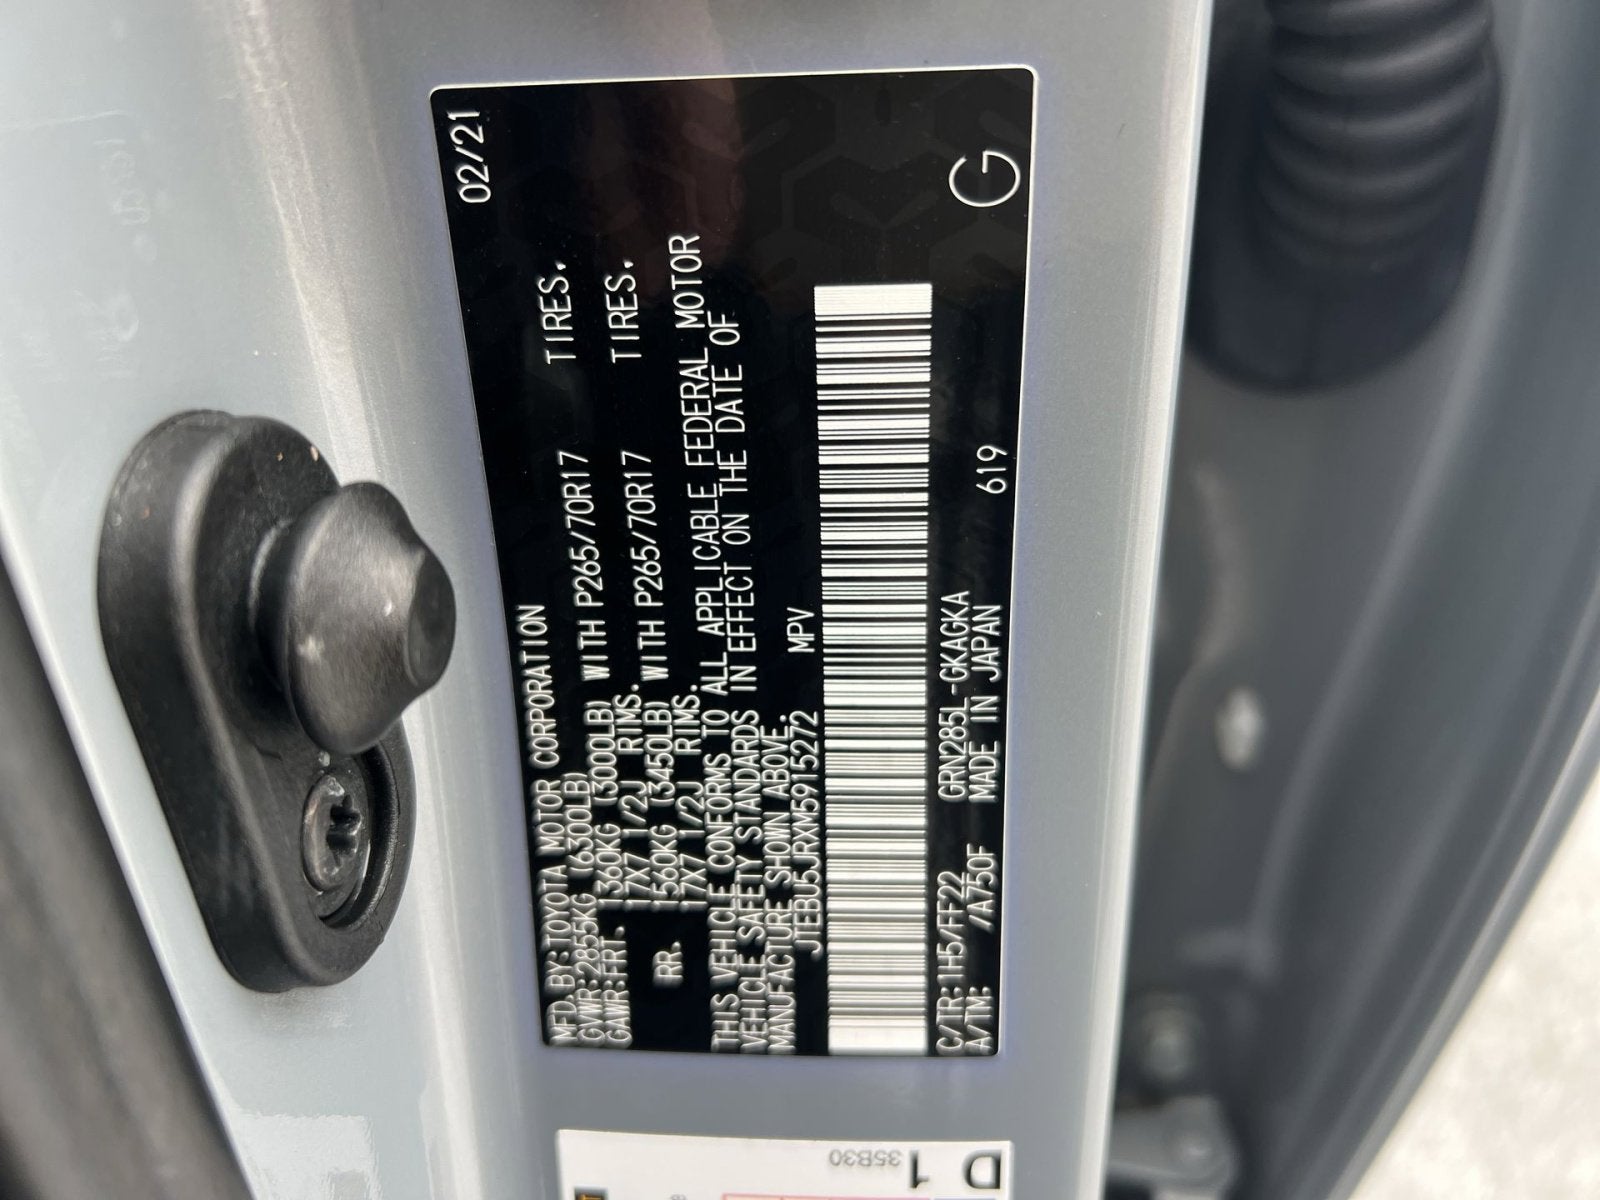 02/21
MFD.BY:TOYOTA MOTOR CORPORATION
GVWR:2855KG (6300LB)
GAWR:FRT. 1360KG (3000LB) WITH P265/70R17 TIRES.
17X7 1/2J RIMS.
RR. 1560KG (3450LB) WITH P265/70R17 TIRES.
17X7 1/2J RIMS.
THIS VEHICLE CONFORMS TO ALL APPLICABLE FEDERAL MOTOR
VEHICLE SAFETY STANDARDS IN EFFECT ON THE DATE OF
MANUFACTURE SHOWN ABOVE.
JTEBU5JRXM5915272 MPV
C/TR:1H5/FF22 GRN285L-GKAGKA
A/TM: /A750F MADE IN JAPAN 619
G
D 1
35B30